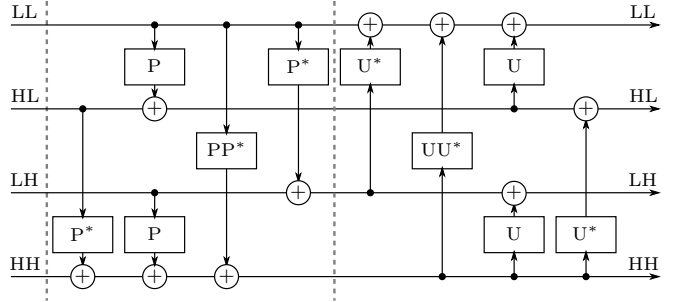 LL LL
P P* U* U
HL HL
PP* UU*
LH LH
P* P U U*
HH HH